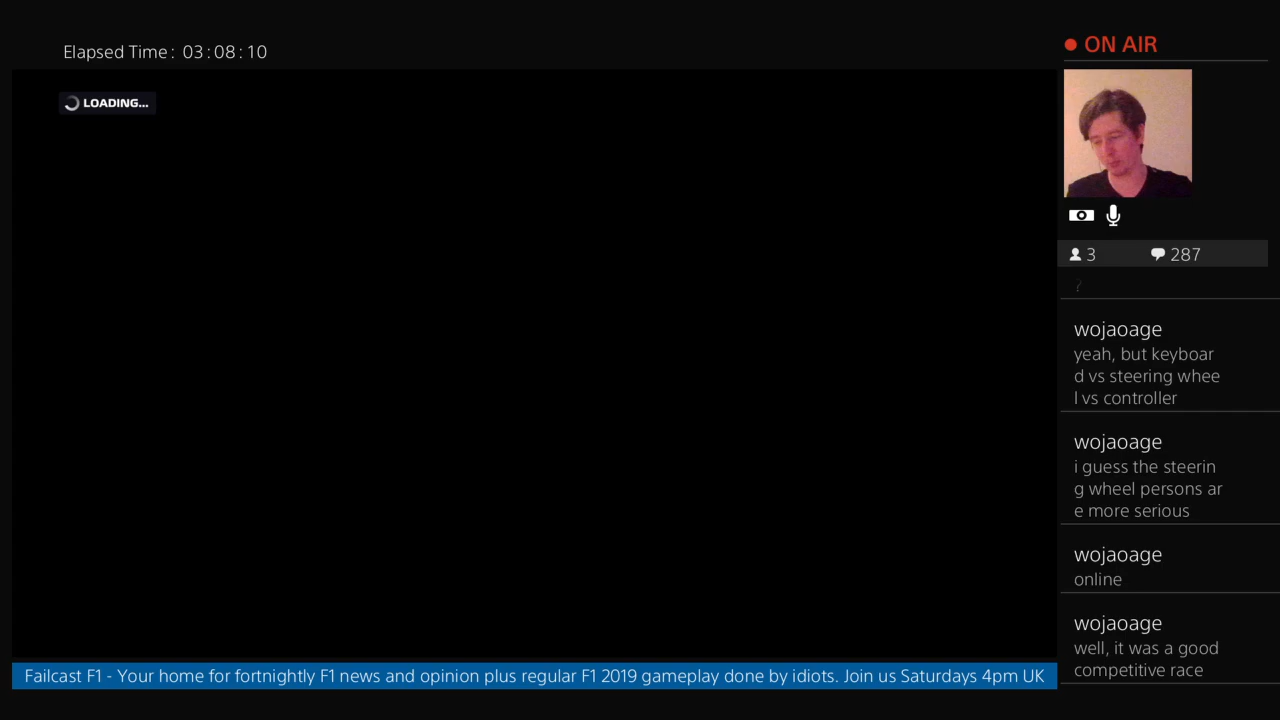 Elapsed Time: 03:08:10
LOADING...
ON AIR
3 287
?
wojaoage
yeah, but keyboar
d vs steering whee
l vs controller
wojaoage
i guess the steerin
g wheel persons ar
e more serious
wojaoage
online
wojaoage
well, it was a good
competitive race
Failcast F1 - Your home for fortnightly F1 news and opinion plus regular F1 2019 gameplay done by idiots. Join us Saturdays 4pm UK